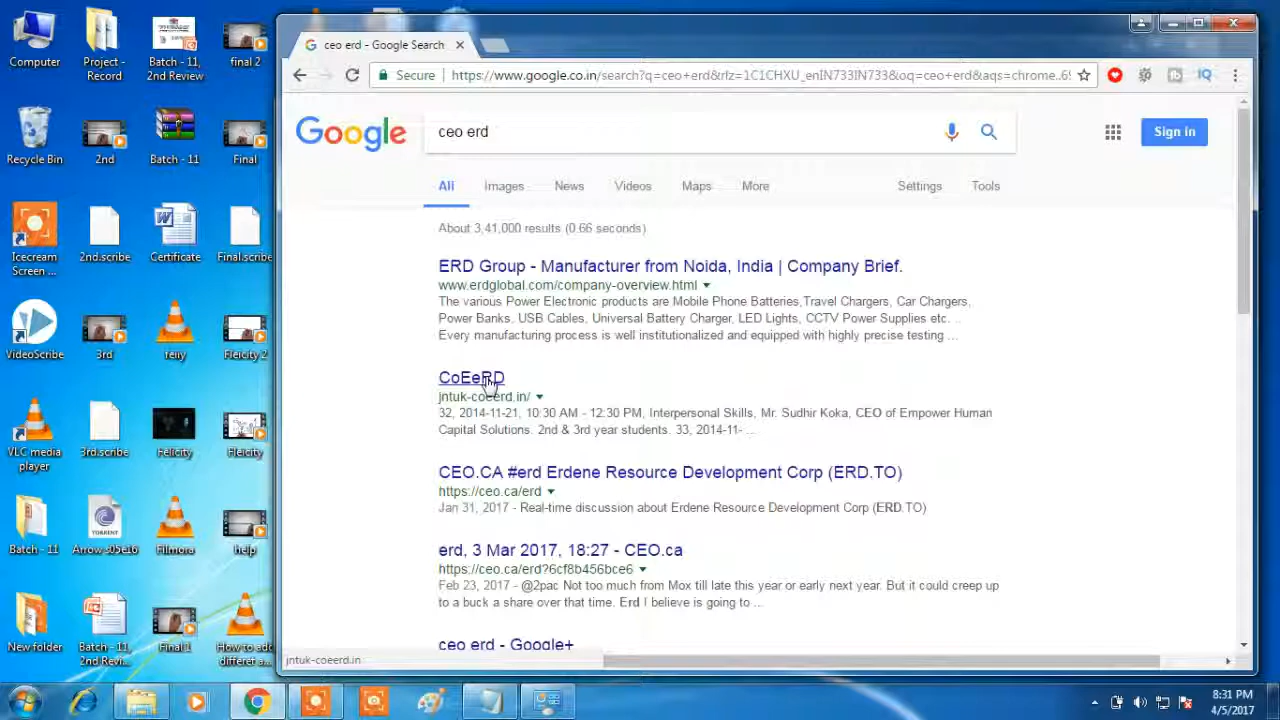 Computer
Project - Record
Batch - 11, 2nd Review
final 2
Recycle Bin
2nd
Batch - 11
Final
Icecream Screen ...
2nd.scribe
Certificate
Final.scribe
VideoScribe
3rd
feliy
Fleicity 2
VLC media player
3rd.scribe
Felicity
Fleicity
Batch - 11
Arrow s05e16
Filmora
help
New folder
Batch - 11, 2nd Revi...
Final 1
How to add differet a...
ceo erd - Google Search
Secure
https://www.google.co.in/search?q=ceo+erd&rlz=1C1CHXU_enIN733IN733&oq=ceo+erd&aqs=chrome..69
Google
ceo erd
Sign in
All Images News Videos Maps More Settings Tools
About 3,41,000 results (0.66 seconds)
ERD Group - Manufacturer from Noida, India | Company Brief.
www.erdglobal.com/company-overview.html
The various Power Electronic products are Mobile Phone Batteries,Travel Chargers, Car Chargers,
Power Banks, USB Cables, Universal Battery Charger, LED Lights, CCTV Power Supplies etc. ...
Every manufacturing process is well institutionalized and equipped with highly precise testing ...
CoEeRD
jntuk-coeerd.in/
32, 2014-11-21, 10:30 AM - 12:30 PM, Interpersonal Skills, Mr. Sudhir Koka, CEO of Empower Human
Capital Solutions. 2nd & 3rd year students. 33, 2014-11- ...
CEO.CA #erd Erdene Resource Development Corp (ERD.TO)
https://ceo.ca/erd
Jan 31, 2017 - Real-time discussion about Erdene Resource Development Corp (ERD.TO)
erd, 3 Mar 2017, 18:27 - CEO.ca
https://ceo.ca/erd?6cf8b456bce6
Feb 23, 2017 - @2pac Not too much from Mox till late this year or early next year. But it could creep up
to a buck a share over that time. Erd I believe is going to ...
ceo erd - Google+
jntuk-coeerd.in
8:31 PM
4/5/2017